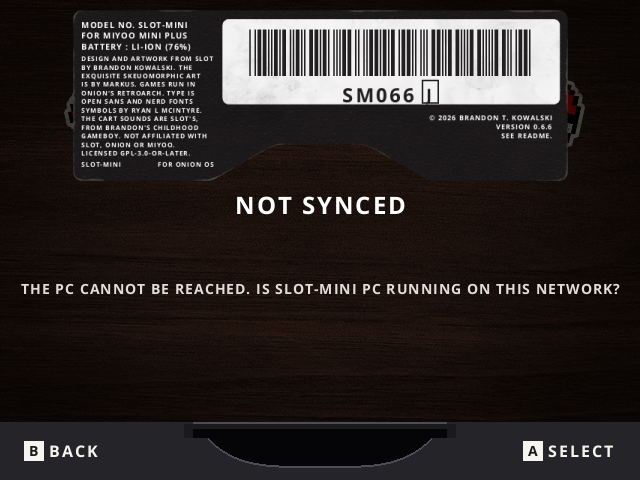 MODEL NO. SLOT-MINI
FOR MIYOO MINI PLUS
BATTERY : LI-ION (76%)
DESIGN AND ARTWORK FROM SLOT
BY BRANDON KOWALSKI. THE
EXQUISITE SKEUOMORPHIC ART
IS BY MARKUS. GAMES RUN IN
ONION'S RETROARCH. TYPE IS
OPEN SANS AND NERD FONTS
SYMBOLS BY RYAN L MCINTYRE.
THE CART SOUNDS ARE SLOT'S,
FROM BRANDON'S CHILDHOOD
GAMEBOY. NOT AFFILIATED WITH
SLOT, ONION OR MIYOO.
LICENSED GPL-3.0-OR-LATER.
SLOT-MINI FOR ONION OS
SM066 J
© 2026 BRANDON T. KOWALSKI
VERSION 0.6.6
SEE README.
NOT SYNCED
THE PC CANNOT BE REACHED. IS SLOT-MINI PC RUNNING ON THIS NETWORK?
B BACK
A SELECT